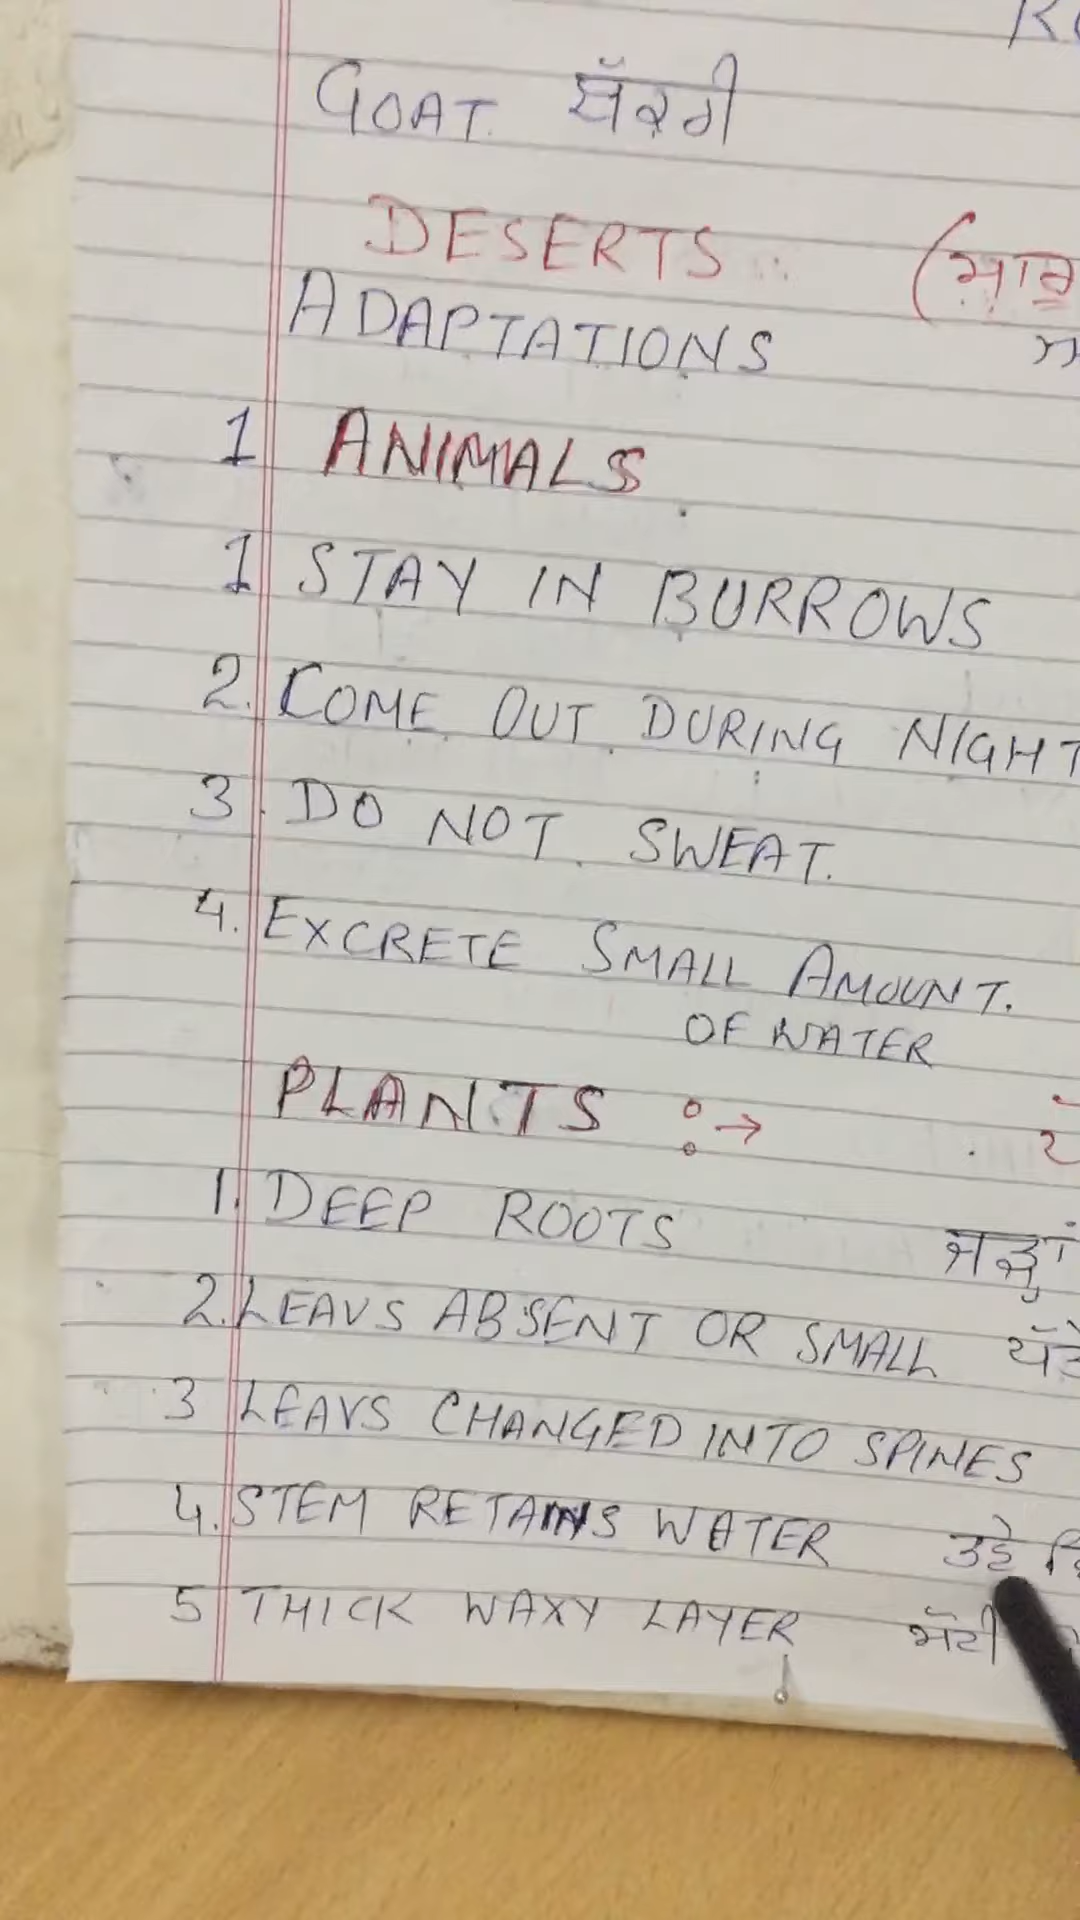 GOAT. ਬੱਕਰੀ
DESERTS
ADAPTATIONS
1 ANIMALS
1 STAY IN BURROWS
2. COME OUT DURING NIGHT
3. DO NOT SWEAT.
4. EXCRETE SMALL AMOUNT.
OF WATER
PLANTS :→
1. DEEP ROOTS ਜੜ੍ਹਾਂ
2. LEAVS ABSENT OR SMALL
3 LEAVS CHANGED INTO SPINES
4. STEM RETAINS WATER
5 THICK WAXY LAYER